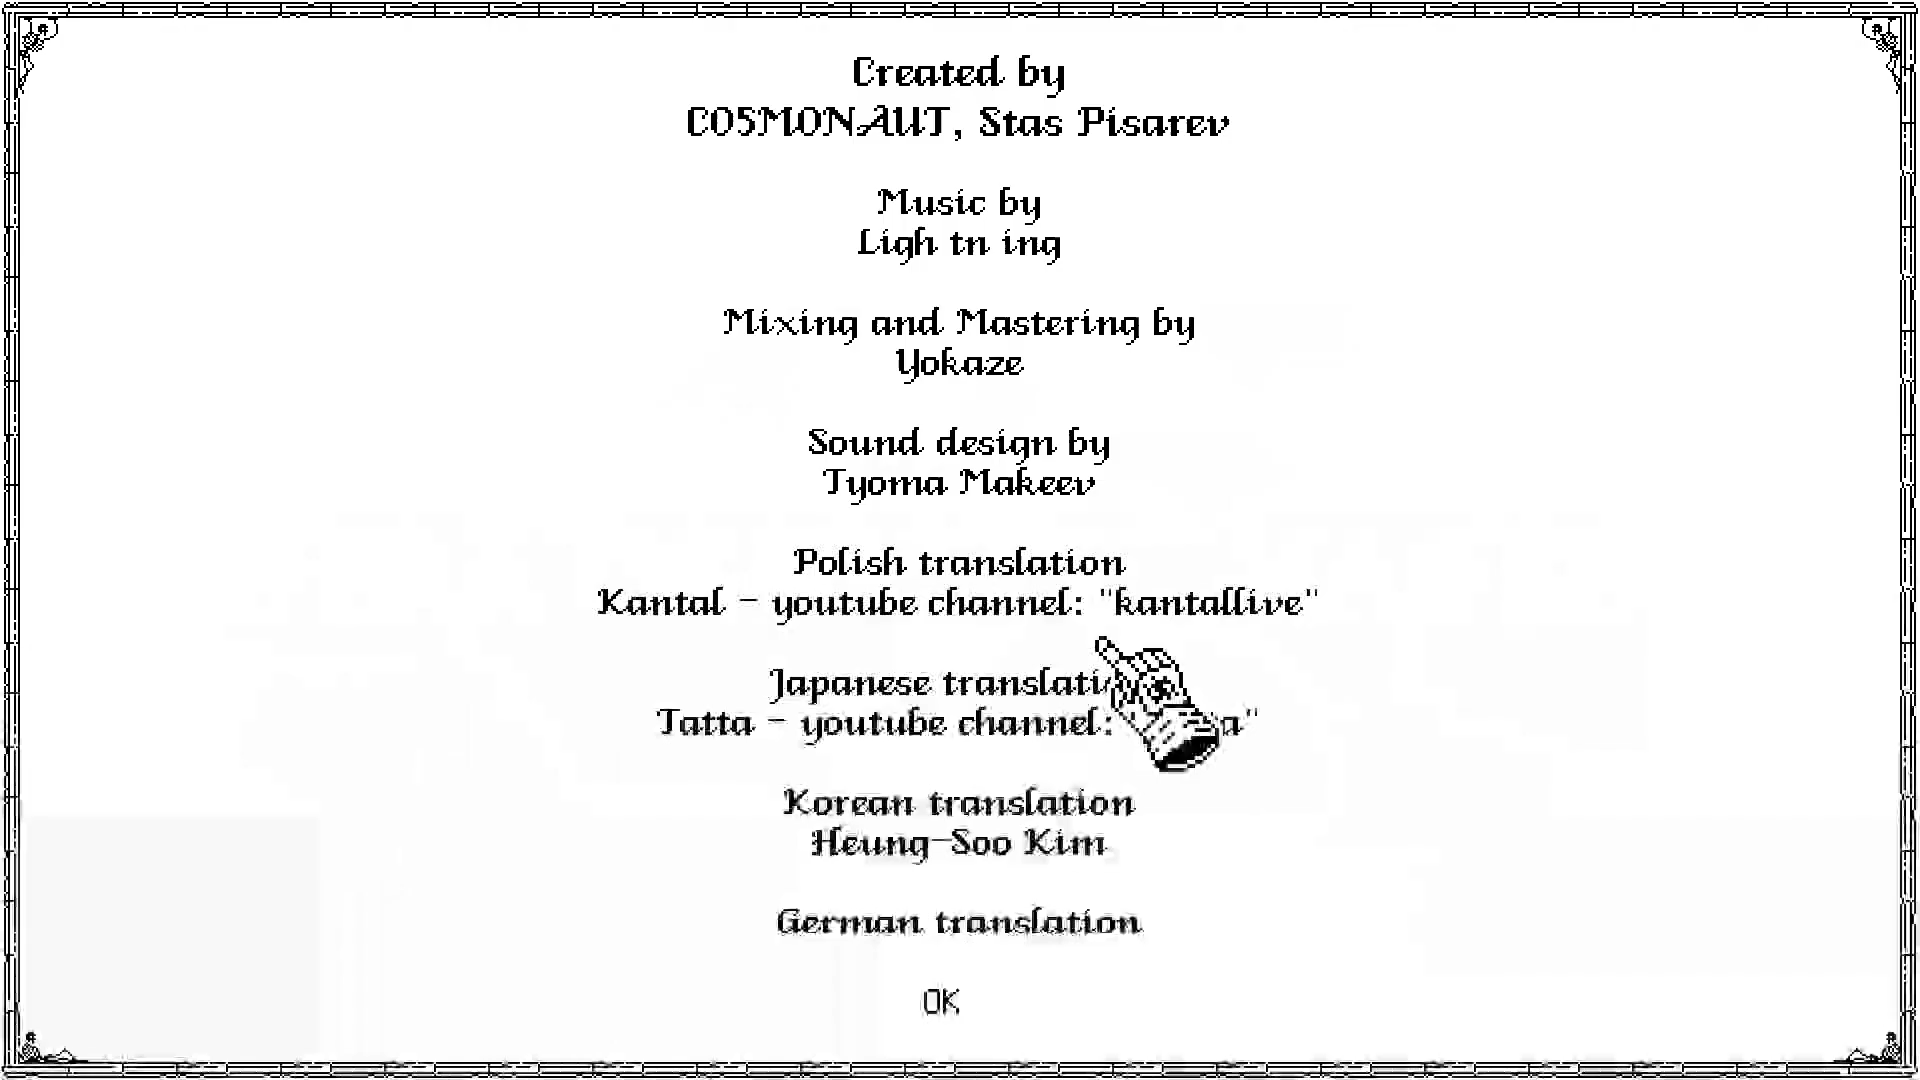 Created by
COSMONAUT, Stas Pisarev
Music by
Ligh tn ing
Mixing and Mastering by
Yokaze
Sound design by
Tyoma Makeev
Polish translation
Kantal - youtube channel: "kantallive"
Japanese
Tatta - youtube channel:
Korean translation
Heung-Soo Kim
German translation
OK